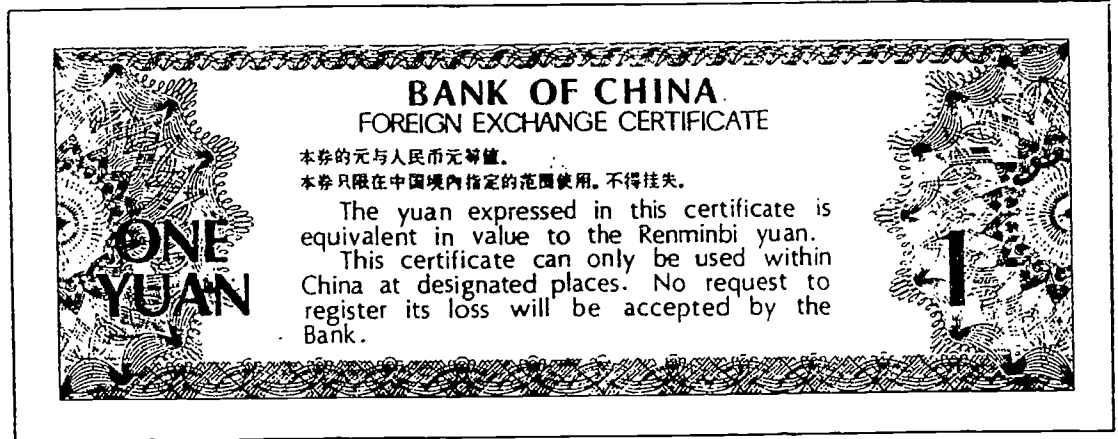 BANK OF CHINA
FOREIGN EXCHANGE CERTIFICATE
本券的元与人民币元等值。
本券只限在中国境内指定的范围使用。不得挂失。
The yuan expressed in this certificate is
equivalent in value to the Renminbi yuan.
This certificate can only be used within
China at designated places. No request to
register its loss will be accepted by the
Bank.
ONE
YUAN
1